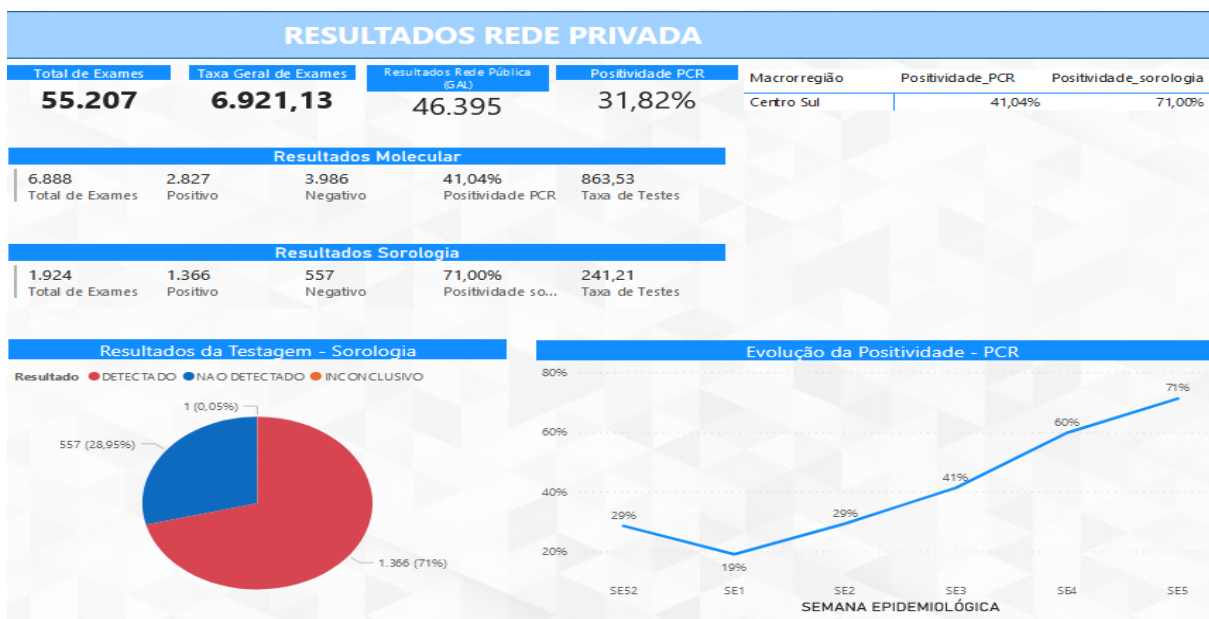 RESULTADOS REDE PRIVADA
Total de Exames
55.207
Taxa Geral de Exames
6.921,13
Resultados Rede Pública
(GAL)
46.395
Positividade PCR
31,82%
Macrorregião Positividade_PCR Positividade_sorologia
Centro Sul 41,04% 71,00%
Resultados Molecular
6.888 2.827 3.986 41,04% 863,53
Total de Exames Positivo Negativo Positividade PCR Taxa de Testes
Resultados Sorologia
1.924 1.366 557 71,00% 241,21
Total de Exames Positivo Negativo Positividade so... Taxa de Testes
Resultados da Testagem - Sorologia
Resultado DETECTADO NAO DETECTADO INCONCLUSIVO
1 (0,05%)
557 (28,95%)
1.366 (71%)
Evolução da Positividade - PCR
80%
71%
60%
60%
41%
40%
29%
29%
20%
19%
SE52 SE1 SE2 SE3 SE4 SE5
SEMANA EPIDEMIOLÓGICA